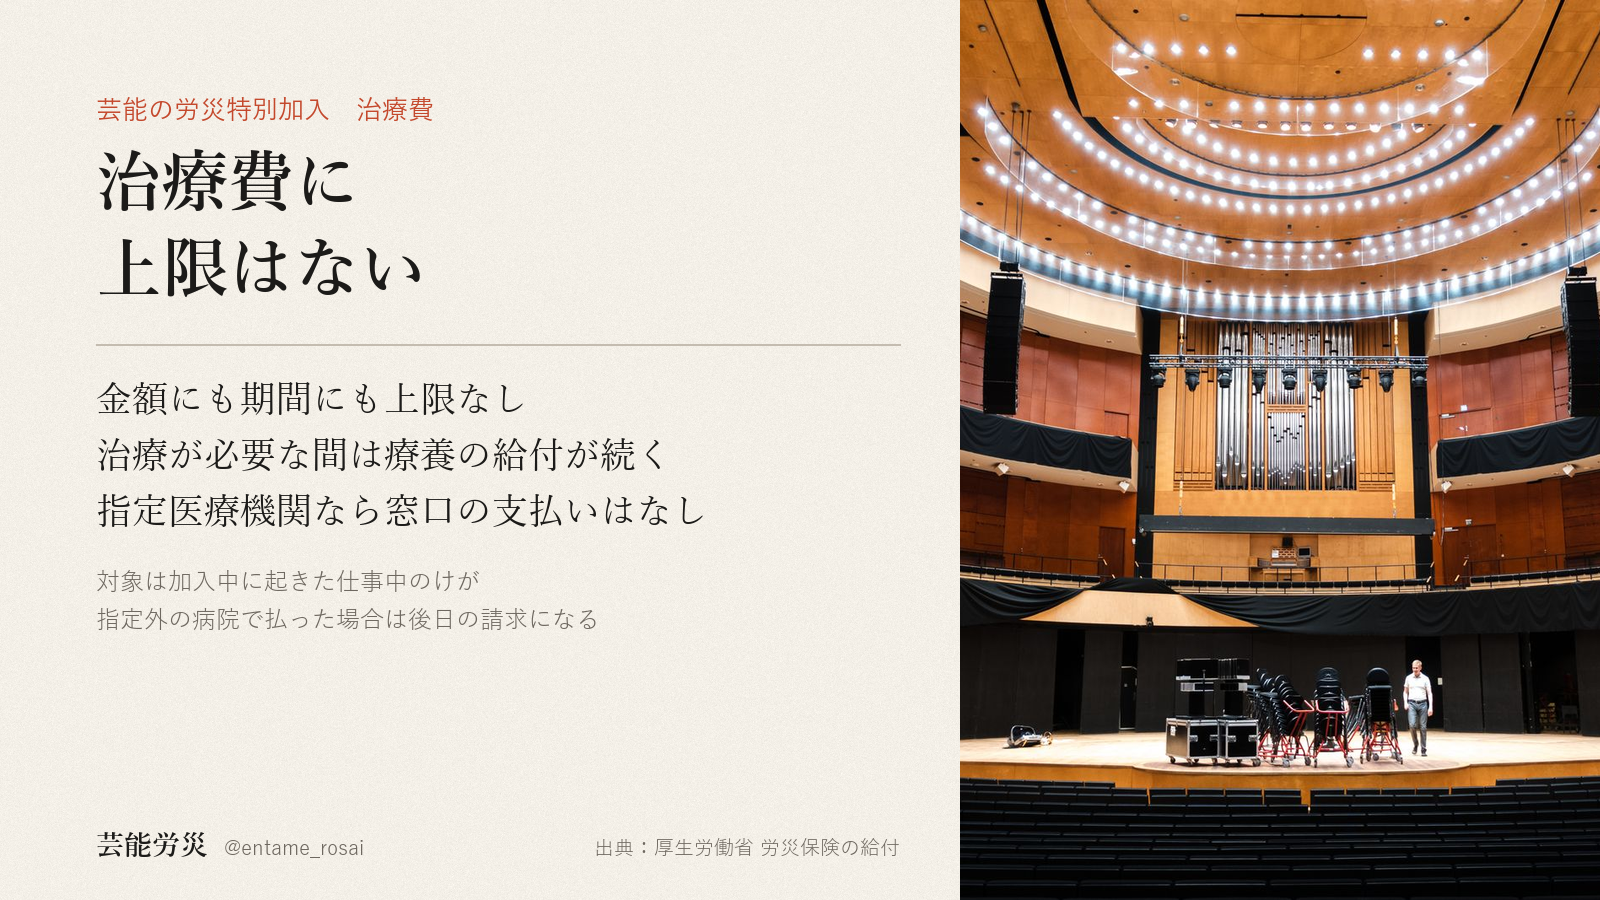 芸能の労災特別加入　治療費
治療費に
上限はない
金額にも期間にも上限なし
治療が必要な間は療養の給付が続く
指定医療機関なら窓口の支払いはなし
対象は加入中に起きた仕事中のけが
指定外の病院で払った場合は後日の請求になる
芸能労災 @entame_rosai
出典：厚生労働省 労災保険の給付